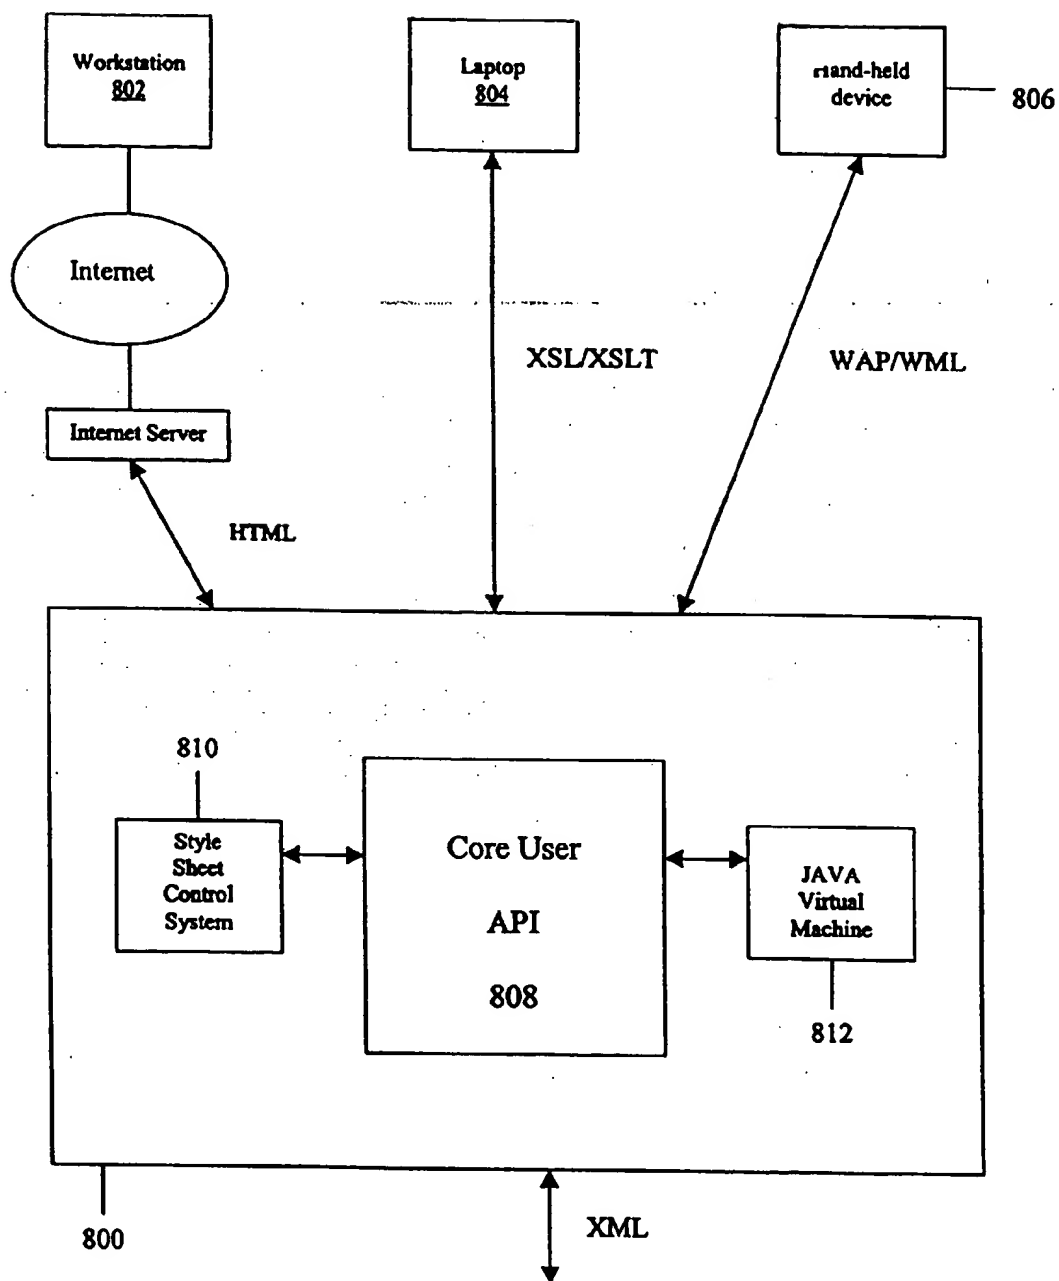 Workstation
802
Laptop
804
Hand-held
device
806
Internet
XSL/XSLT
WAP/WML
Internet Server
HTML
810
Style
Sheet
Control
System
Core User
API
808
JAVA
Virtual
Machine
812
800
XML